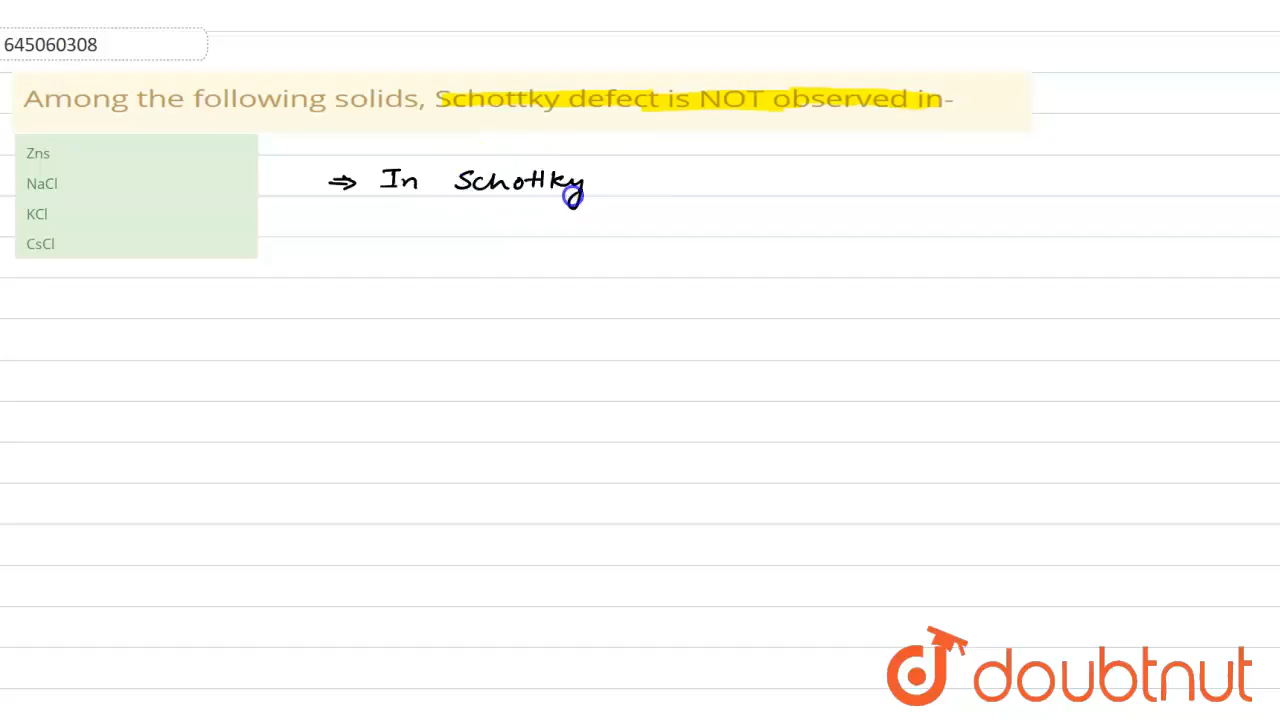 645060308
Among the following solids, Schottky defect is NOT observed in-
Zns
NaCl
KCl
CsCl
⇒ In Schottky
doubtnut